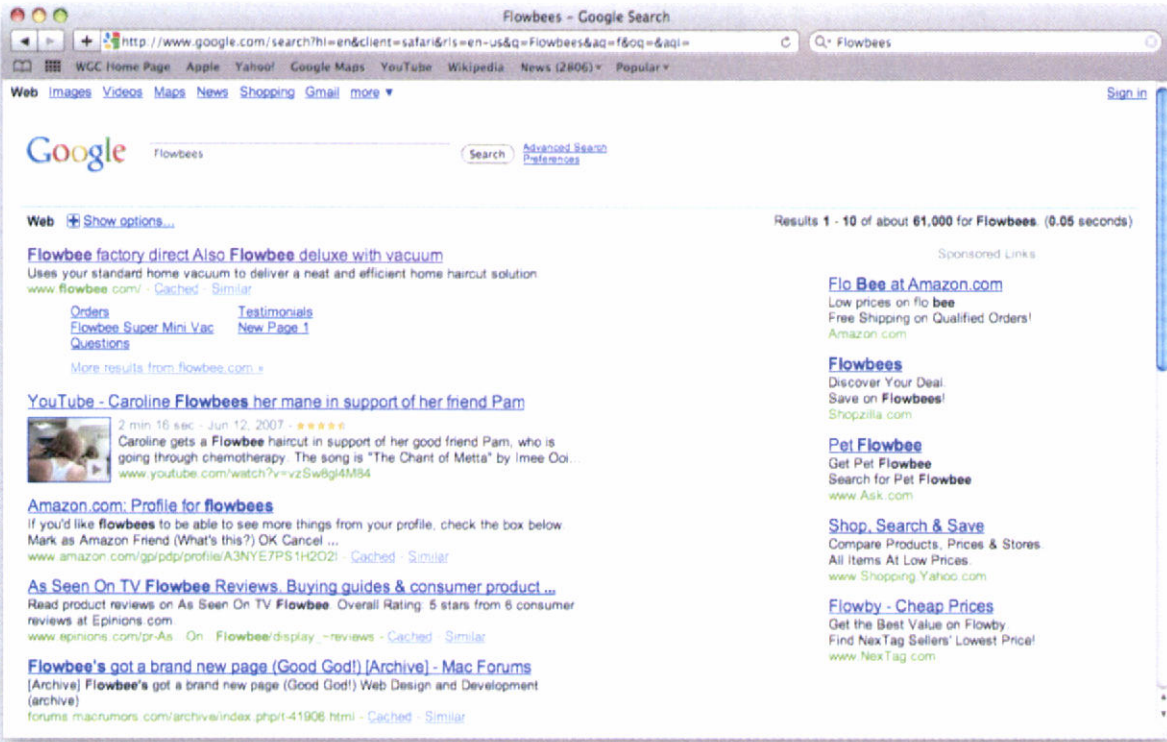 Flowbees - Google Search
http://www.google.com/search?hl=en&client=safari&rls=en-us&q=Flowbees&aq=f&oq=&aqi=
Flowbees
WGC Home Page Apple Yahoo! Google Maps YouTube Wikipedia News (2806) Popular
Web Images Videos Maps News Shopping Gmail more ▼
Sign in
Google
Flowbees
Search
Advanced Search
Preferences
Web Show options...
Results 1 - 10 of about 61,000 for Flowbees. (0.05 seconds)
Flowbee factory direct Also Flowbee deluxe with vacuum
Uses your standard home vacuum to deliver a neat and efficient home haircut solution.
www.flowbee.com/ - Cached - Similar
Orders Testimonials
Flowbee Super Mini Vac New Page 1
Questions
More results from flowbee.com »
YouTube - Caroline Flowbees her mane in support of her friend Pam
2 min 16 sec - Jun 12, 2007 -
Caroline gets a Flowbee haircut in support of her good friend Pam, who is
going through chemotherapy. The song is "The Chant of Metta" by Imee Ooi...
www.youtube.com/watch?v=vzSw8gl4M84
Amazon.com: Profile for flowbees
If you'd like flowbees to be able to see more things from your profile, check the box below.
Mark as Amazon Friend (What's this?) OK Cancel ...
www.amazon.com/gp/pdp/profile/A3NYE7PS1H2O2I - Cached - Similar
As Seen On TV Flowbee Reviews, Buying guides & consumer product ...
Read product reviews on As Seen On TV Flowbee. Overall Rating: 5 stars from 6 consumer
reviews at Epinions.com
www.epinions.com/pr-As_On_Flowbee/display_~reviews - Cached - Similar
Flowbee's got a brand new page (Good God!) [Archive] - Mac Forums
[Archive] Flowbee's got a brand new page (Good God!) Web Design and Development
(archive)
forums.macrumors.com/archive/index.php/t-41906.html - Cached - Similar
Sponsored Links
Flo Bee at Amazon.com
Low prices on flo bee
Free Shipping on Qualified Orders!
Amazon.com
Flowbees
Discover Your Deal.
Save on Flowbees!
Shopzilla.com
Pet Flowbee
Get Pet Flowbee
Search for Pet Flowbee
www.Ask.com
Shop, Search & Save
Compare Products, Prices & Stores.
All Items At Low Prices.
www.Shopping.Yahoo.com
Flowby - Cheap Prices
Get the Best Value on Flowby.
Find NexTag Sellers' Lowest Price!
www.NexTag.com